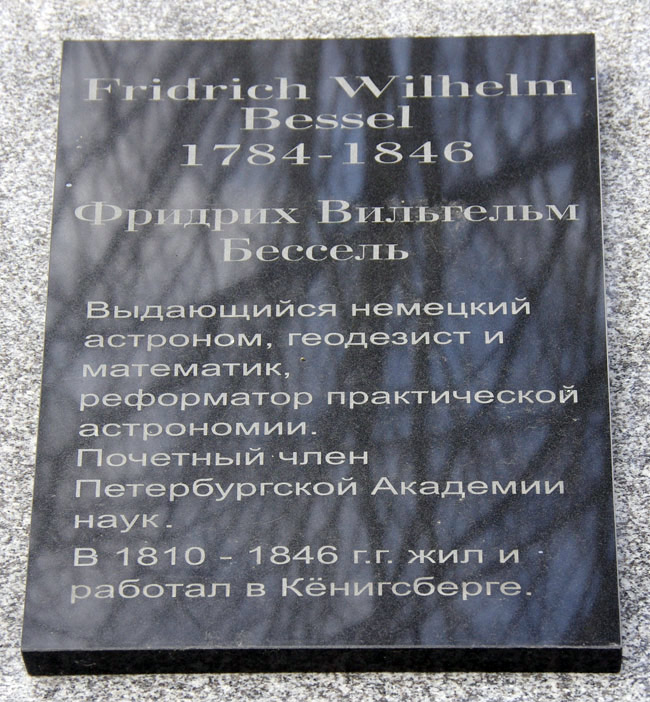 Fridrich Wilhelm
Bessel
1784-1846
Фридрих Вильгельм
Бессель
Выдающийся немецкий
астроном, геодезист и
математик,
реформатор практической
астрономии.
Почетный член
Петербургской Академии
наук.
В 1810 - 1846 г.г. жил и
работал в Кёнигсберге.